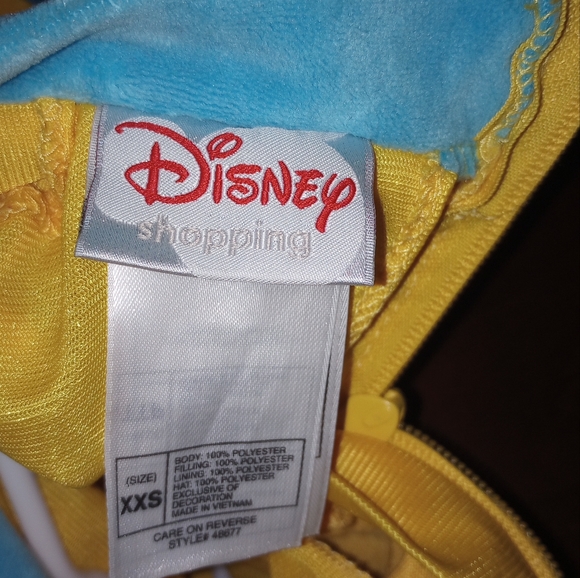 Disney
shopping
(SIZE)
XXS
BODY: 100% POLYESTER
FILLING: 100% POLYESTER
LINING: 100% POLYESTER
HAT: 100% POLYESTER
EXCLUSIVE OF
DECORATION
MADE IN VIETNAM
CARE ON REVERSE
STYLE# 46677